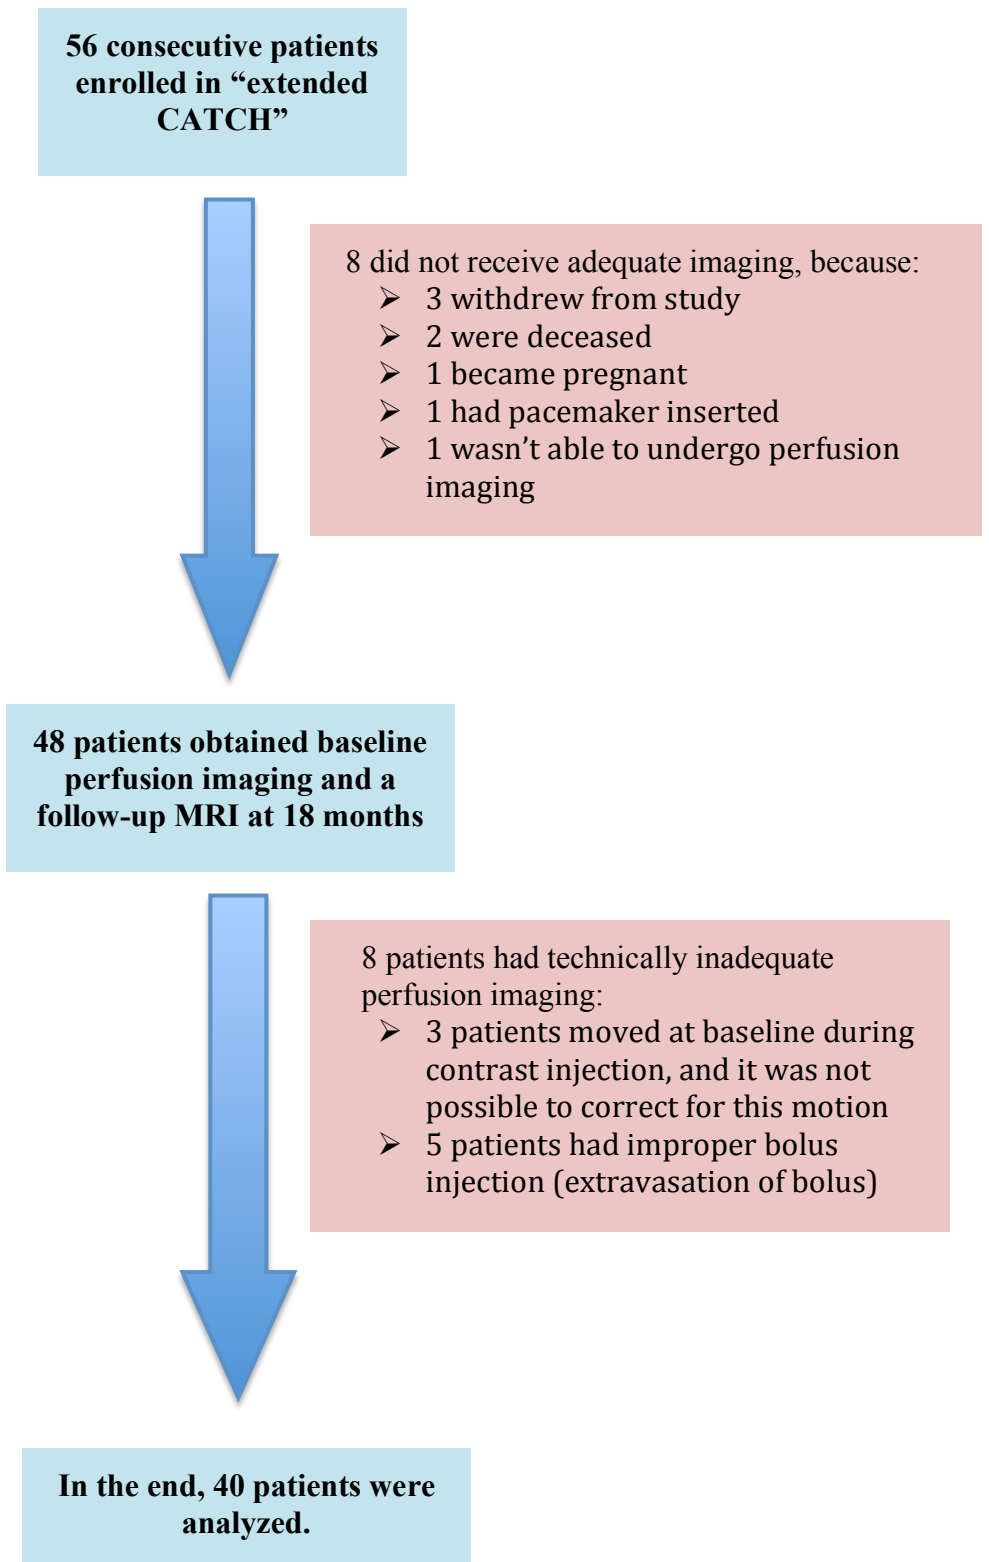 56 consecutive patients
enrolled in “extended
CATCH”
8 did not receive adequate imaging, because:
➢ 3 withdrew from study
➢ 2 were deceased
➢ 1 became pregnant
➢ 1 had pacemaker inserted
➢ 1 wasn’t able to undergo perfusion
imaging
48 patients obtained baseline
perfusion imaging and a
follow-up MRI at 18 months
8 patients had technically inadequate
perfusion imaging:
➢ 3 patients moved at baseline during
contrast injection, and it was not
possible to correct for this motion
➢ 5 patients had improper bolus
injection (extravasation of bolus)
In the end, 40 patients were
analyzed.